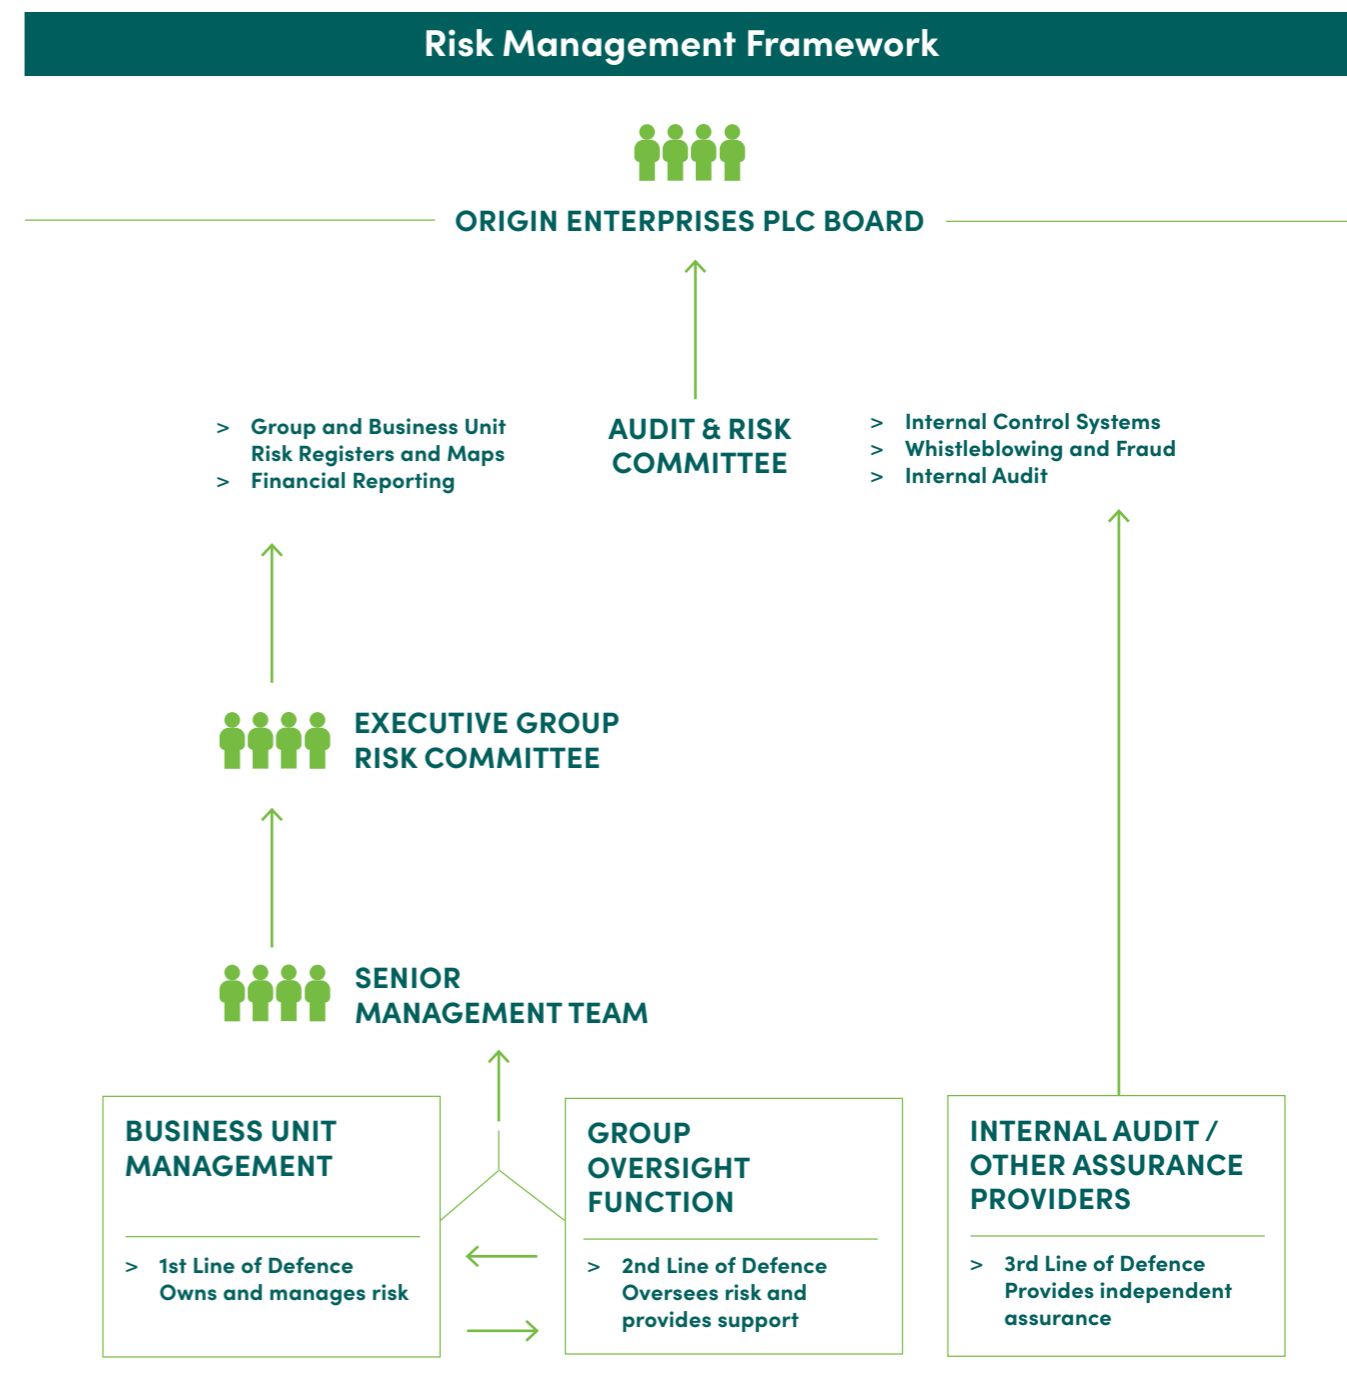 Risk Management Framework
ORIGIN ENTERPRISES PLC BOARD
> Group and Business Unit
Risk Registers and Maps
> Financial Reporting
AUDIT & RISK
COMMITTEE
> Internal Control Systems
> Whistleblowing and Fraud
> Internal Audit
EXECUTIVE GROUP
RISK COMMITTEE
SENIOR
MANAGEMENT TEAM
BUSINESS UNIT
MANAGEMENT
> 1st Line of Defence
Owns and manages risk
GROUP
OVERSIGHT
FUNCTION
> 2nd Line of Defence
Oversees risk and
provides support
INTERNAL AUDIT /
OTHER ASSURANCE
PROVIDERS
> 3rd Line of Defence
Provides independent
assurance